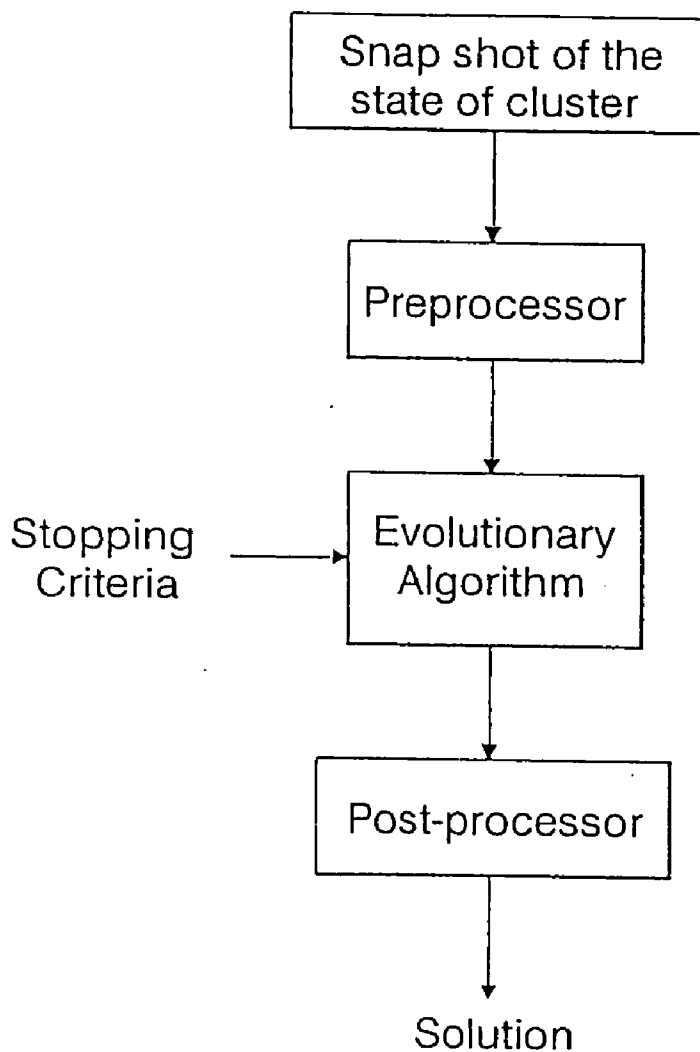 Snap shot of the
state of cluster
Preprocessor
Stopping
Criteria
Evolutionary
Algorithm
Post-processor
Solution